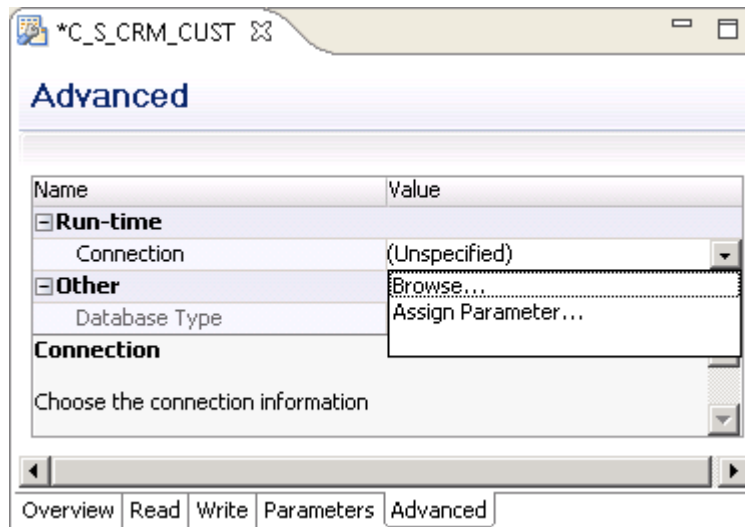 *C_S_CRM_CUST
Advanced
Name Value
Run-time
Connection (Unspecified)
Other Browse...
Database Type Assign Parameter...
Connection
Choose the connection information
Overview Read Write Parameters Advanced